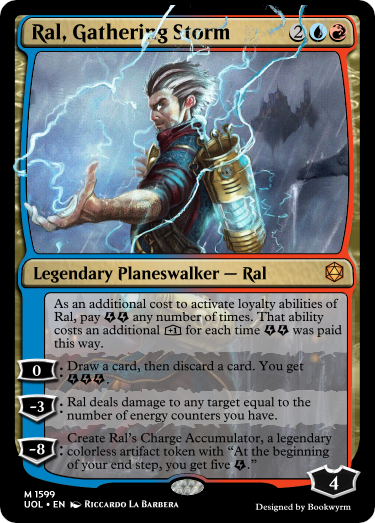 Ral, Gathering Storm 2
Legendary Planeswalker — Ral
As an additional cost to activate loyalty abilities of
Ral, pay any number of times. That ability
costs an additional +1 for each time was paid
this way.
0 : Draw a card, then discard a card. You get
.
-3 : Ral deals damage to any target equal to the
number of energy counters you have.
-8 : Create Ral's Charge Accumulator, a legendary
colorless artifact token with “At the beginning
of your end step, you get five .”
4
M 1599
UOL • EN Riccardo La Barbera
Designed by Bookwyrm